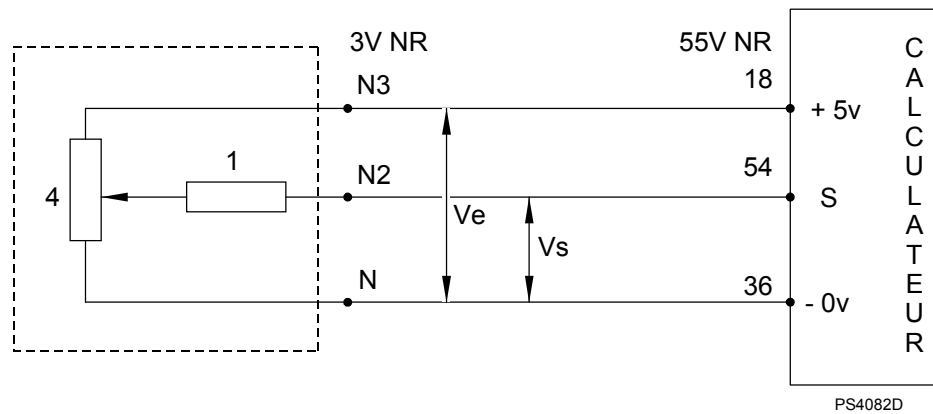 3V NR
55V NR
N3
18
+ 5v
1
N2
54
S
4
Ve
Vs
N
36
- 0v
CALCULATEUR
PS4082D